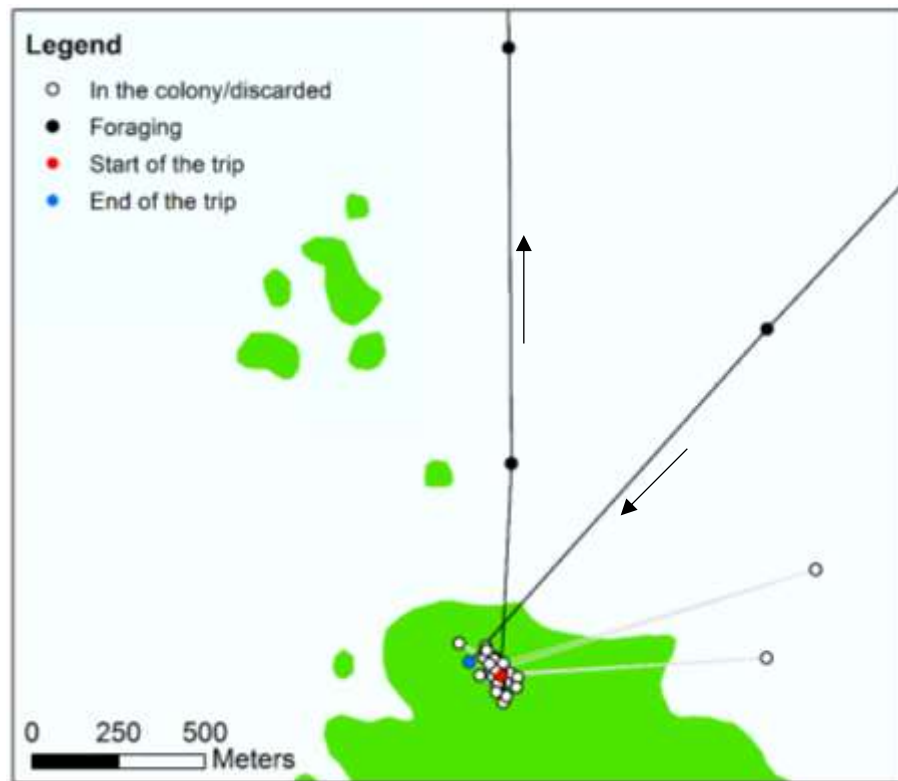 Legend
In the colony/discarded
Foraging
Start of the trip
End of the trip
0 250 500
Meters